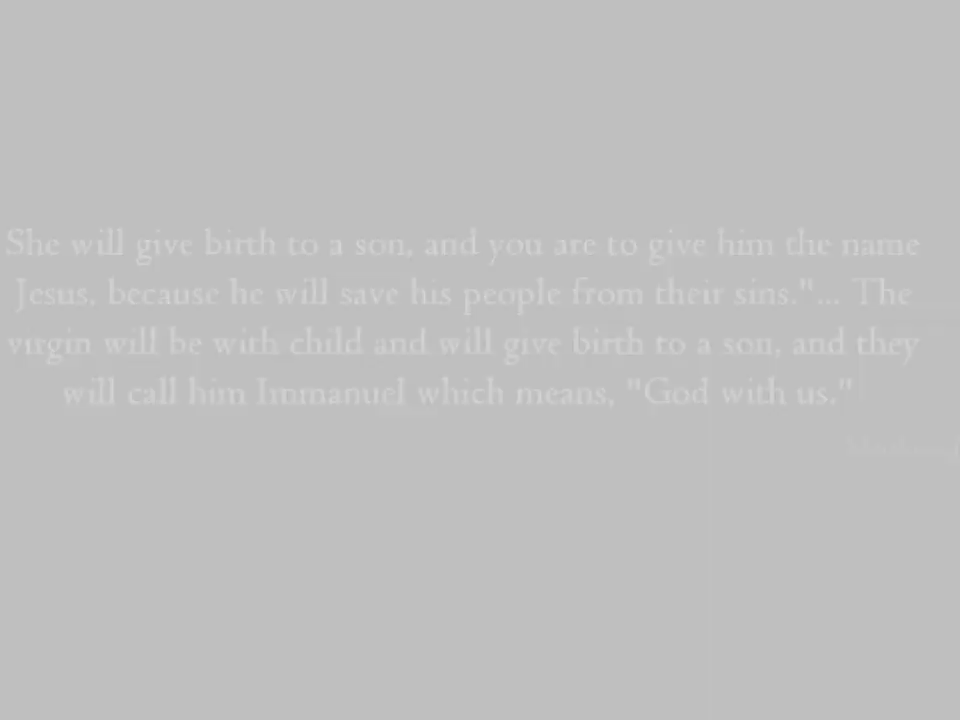 She will give birth to a son, and you are to give him the name
Jesus, because he will save his people from their sins."... The
virgin will be with child and will give birth to a son, and they
will call him Immanuel which means, "God with us."